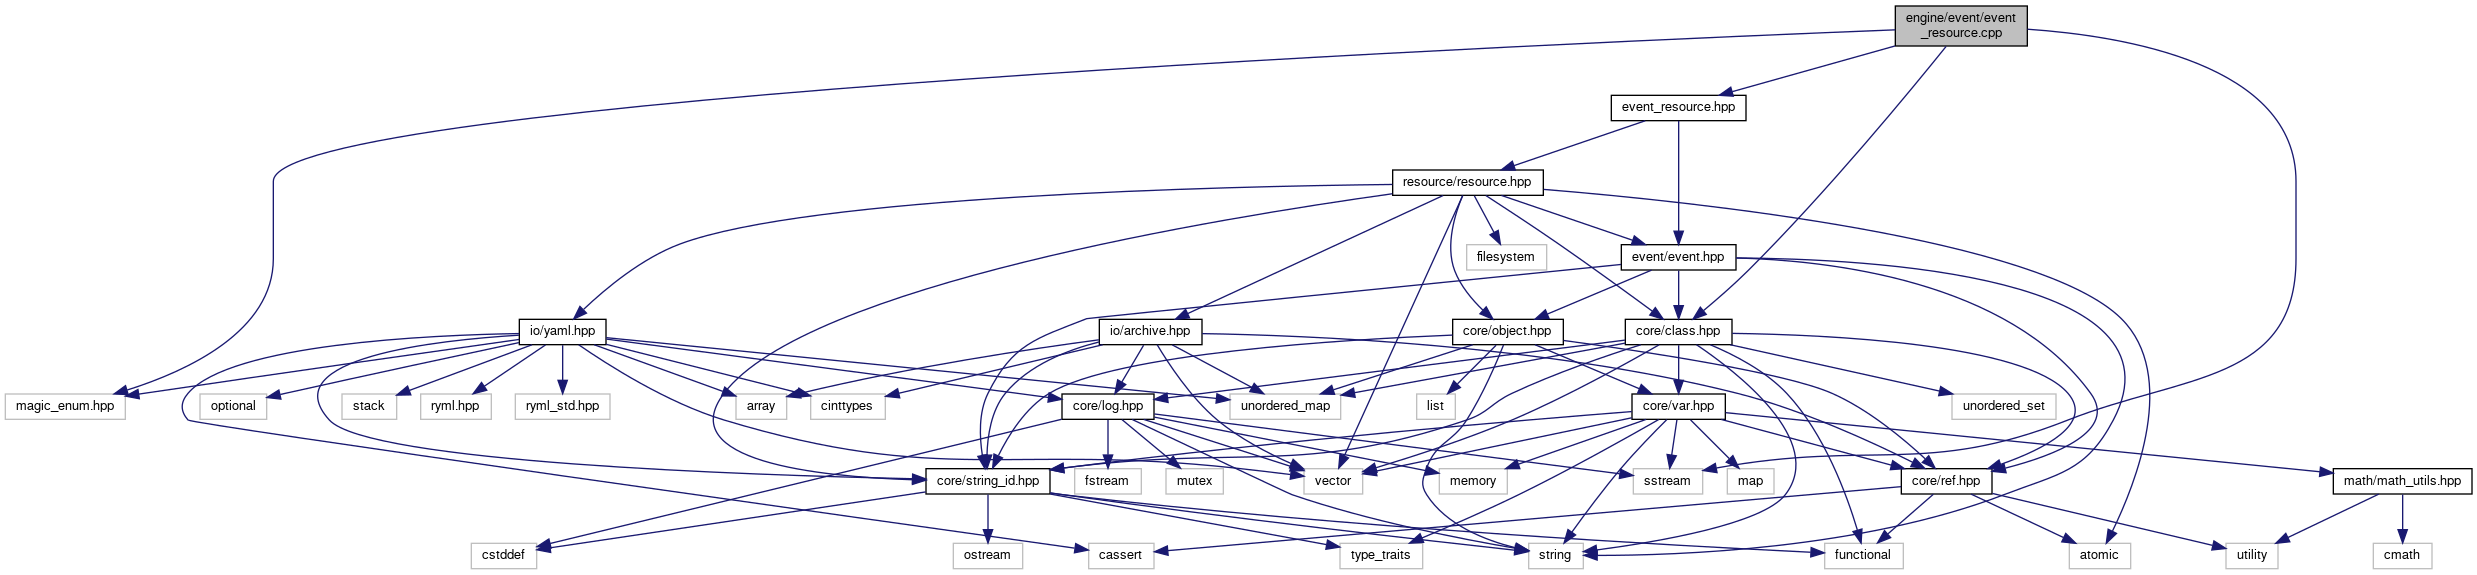 engine/event/event
_resource.cpp
event_resource.hpp
resource/resource.hpp
filesystem
event/event.hpp
io/yaml.hpp
io/archive.hpp
core/object.hpp
core/class.hpp
magic_enum.hpp
optional
stack
ryml.hpp
ryml_std.hpp
array
cinttypes
core/log.hpp
unordered_map
list
core/var.hpp
unordered_set
core/string_id.hpp
fstream
mutex
vector
memory
sstream
map
core/ref.hpp
math/math_utils.hpp
cstddef
ostream
cassert
type_traits
string
functional
atomic
utility
cmath